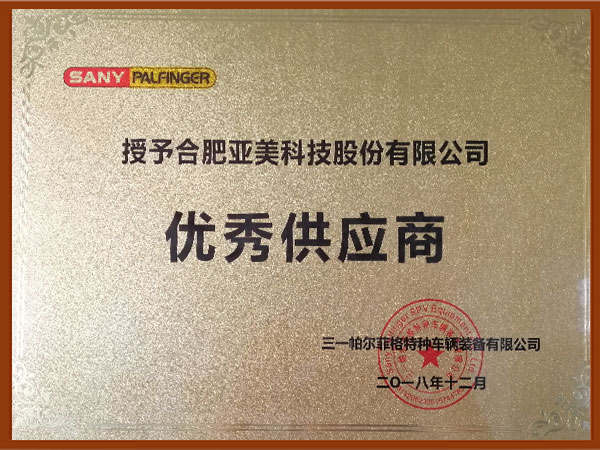 SANY PALFINGER
授予合肥亚美科技股份有限公司
优秀供应商
三一帕尔菲格特种车辆装备有限公司
二〇一八年十二月